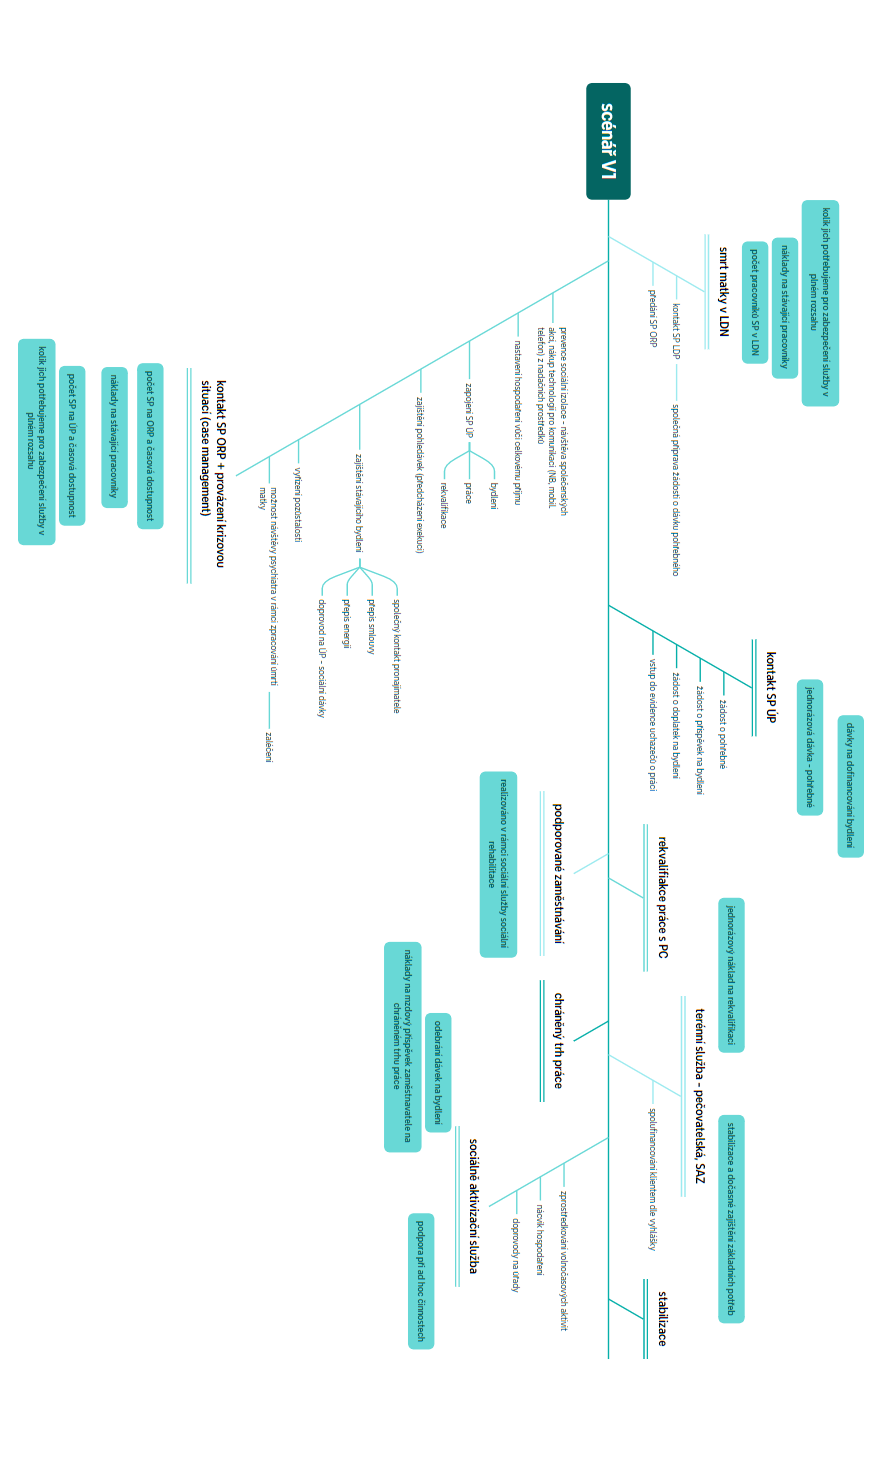 scénář V1
kolik jich potřebujeme pro zabezpečení služby v
plném rozsahu
náklady na stávající pracovníky
počet pracovníků SP v LDN
smrt matky v LDN
kontakt SP LDP
společná příprava žádosti o dávku pohřebného
předání SP ORP
dávky na dofinancování bydlení
jednorázová dávka - pohřebné
kontakt SP ÚP
žádost o pohřebné
žádost o příspěvek na bydlení
žádost o doplatek na bydlení
vstup do evidence uchazečů o práci
jednorázový náklad na rekvalifikaci
rekvalifiakce práce s PC
stabilizace a dočasné zajištění základních potřeb
terénní služba - pečovatelská, SAZ
spolufinancování klientem dle vyhlášky
stabilizace
prevence sociální izolace - návštěva společenských
akcí, nákup technologií pro komunikaci (NB, mobil,
telefon) z nadačních prostředků
nastavení hospodaření vůči celkovému příjmu
zapojení SP ÚP
bydlení
práce
rekvalifikace
zajištění pohledávek (předcházení exekucí)
zajištění stávajícího bydlení
společný kontakt pronajímatele
přepis smlouvy
přepis energií
doprovod na ÚP - sociální dávky
vyřízení pozůstalosti
možnost návštěvy psychiatra v rámci zpracování úmrtí
matky
zaléčení
kontakt SP ORP + provázení krizovou
situací (case management)
počet SP na ORP a časová dostupnost
náklady na stávající pracovníky
počet SP na ÚP a časová dostupnost
kolik jich potřebujeme pro zabezpečení služby v
plném rozsahu
podporované zaměstnávání
realizováno v rámci sociální služby sociální
rehabilitace
chráněný trh práce
odebrání dávek na bydlení
náklady na mzdový příspěvek zaměstnavatele na
chráněném trhu práce
zprostředkování volnočasových aktivit
nácvik hospodaření
doprovody na úřady
sociálně aktivizační služba
podpora při ad hoc činnostech